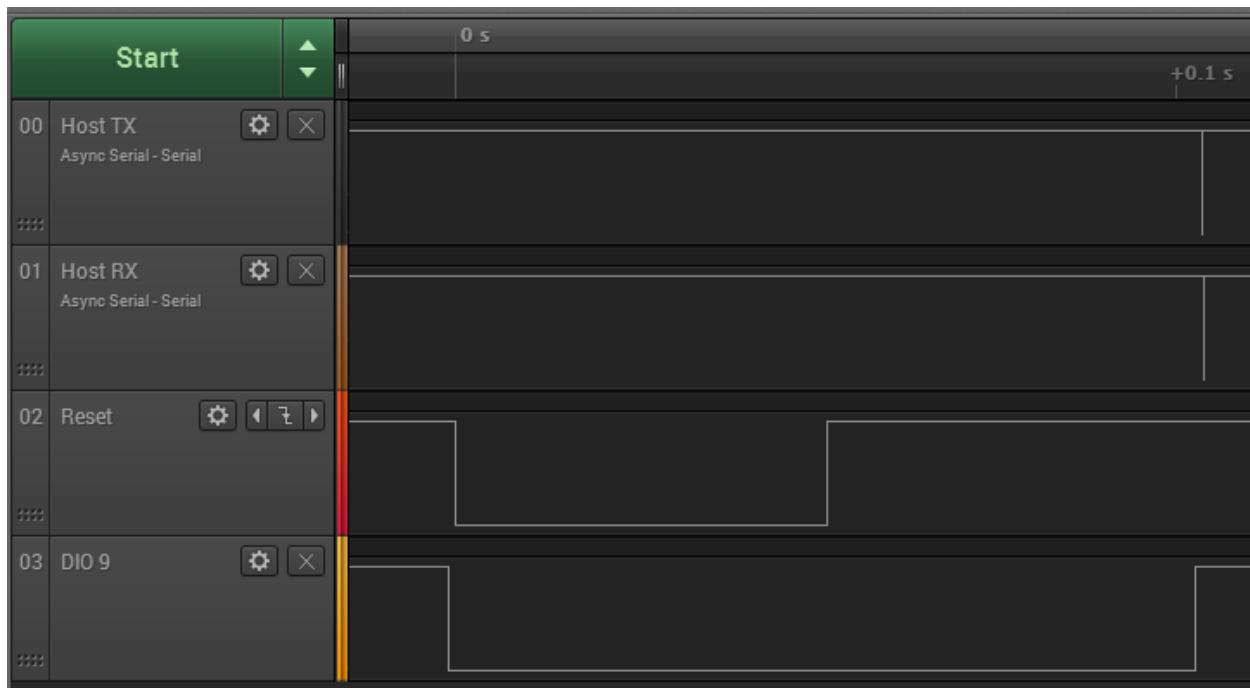 Start
0 s
+0.1 s
00 Host TX
Async Serial - Serial
01 Host RX
Async Serial - Serial
02 Reset
03 DIO 9